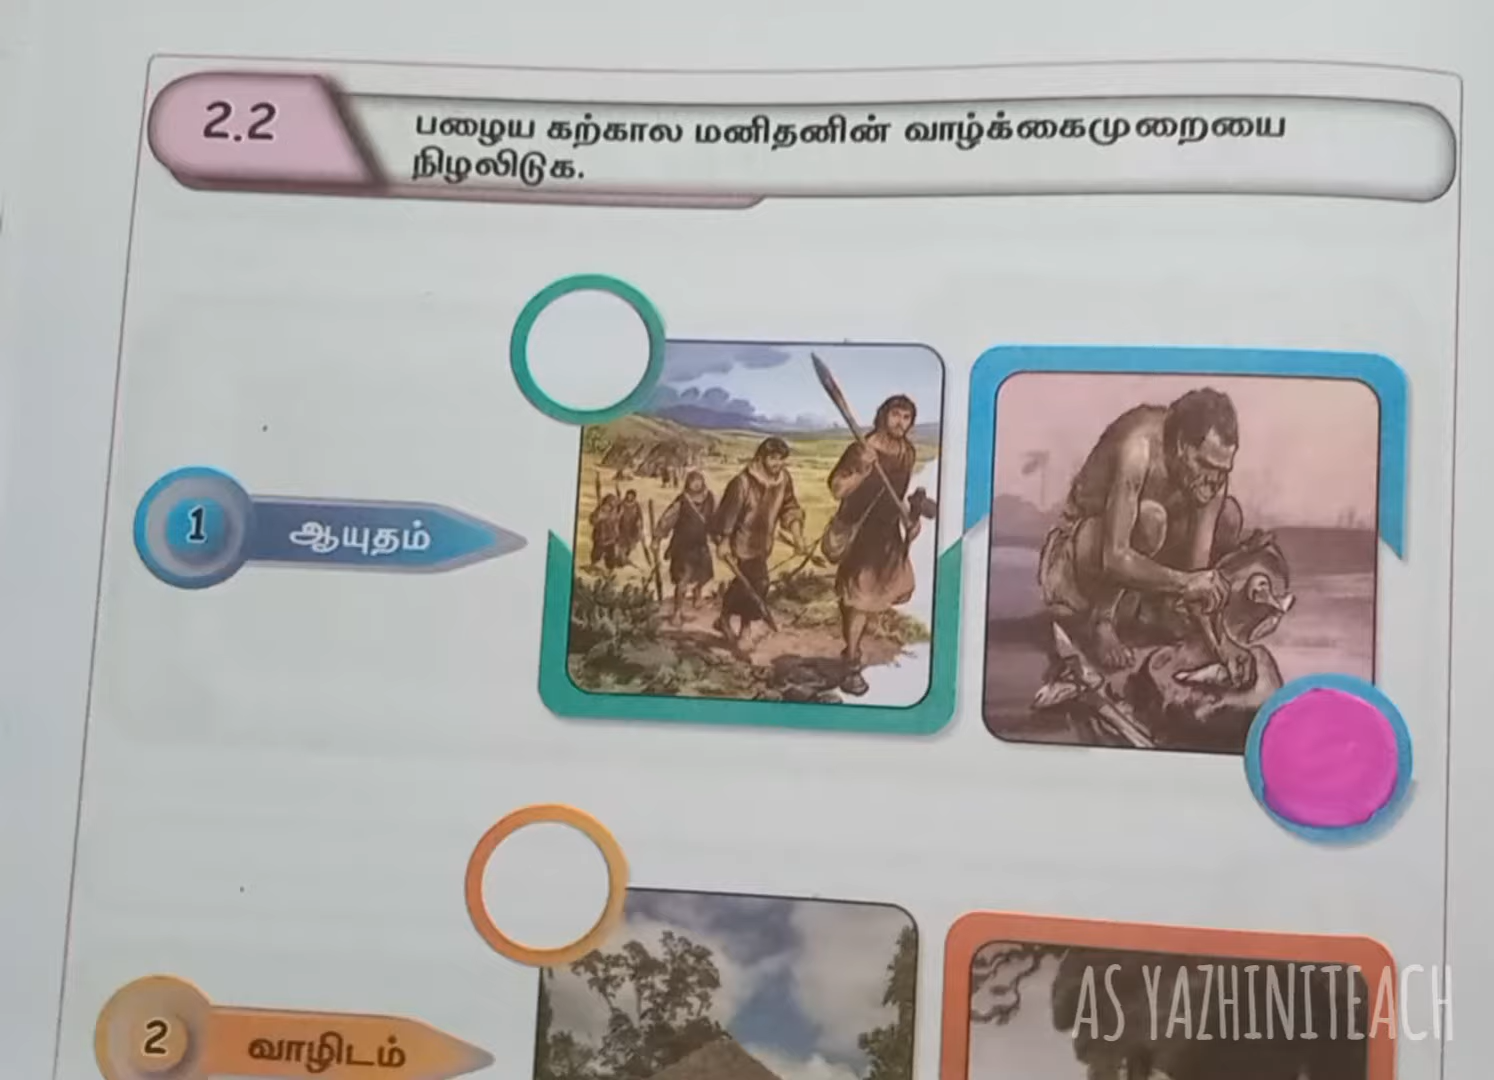 2.2
பழைய கற்கால மனிதனின் வாழ்க்கைமுறையை
நிழலிடுக.
1
ஆயுதம்
2
வாழிடம்
AS YAZHINITEACH